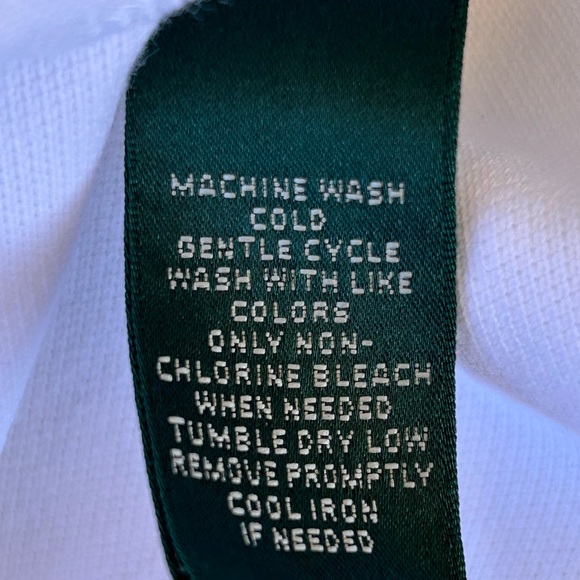 MACHINE WASH
COLD
GENTLE CYCLE
WASH WITH LIKE
COLORS
ONLY NON-
CHLORINE BLEACH
WHEN NEEDED
TUMBLE DRY LOW
REMOVE PROMPTLY
COOL IRON
IF NEEDED